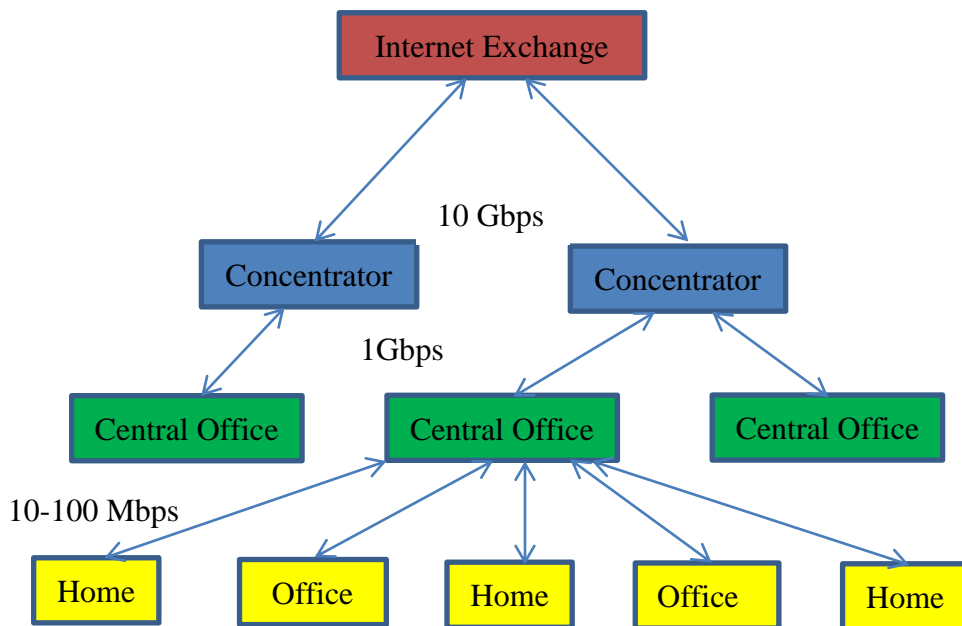 Internet Exchange
10 Gbps
Concentrator
Concentrator
1Gbps
Central Office
Central Office
Central Office
10-100 Mbps
Home
Office
Home
Office
Home